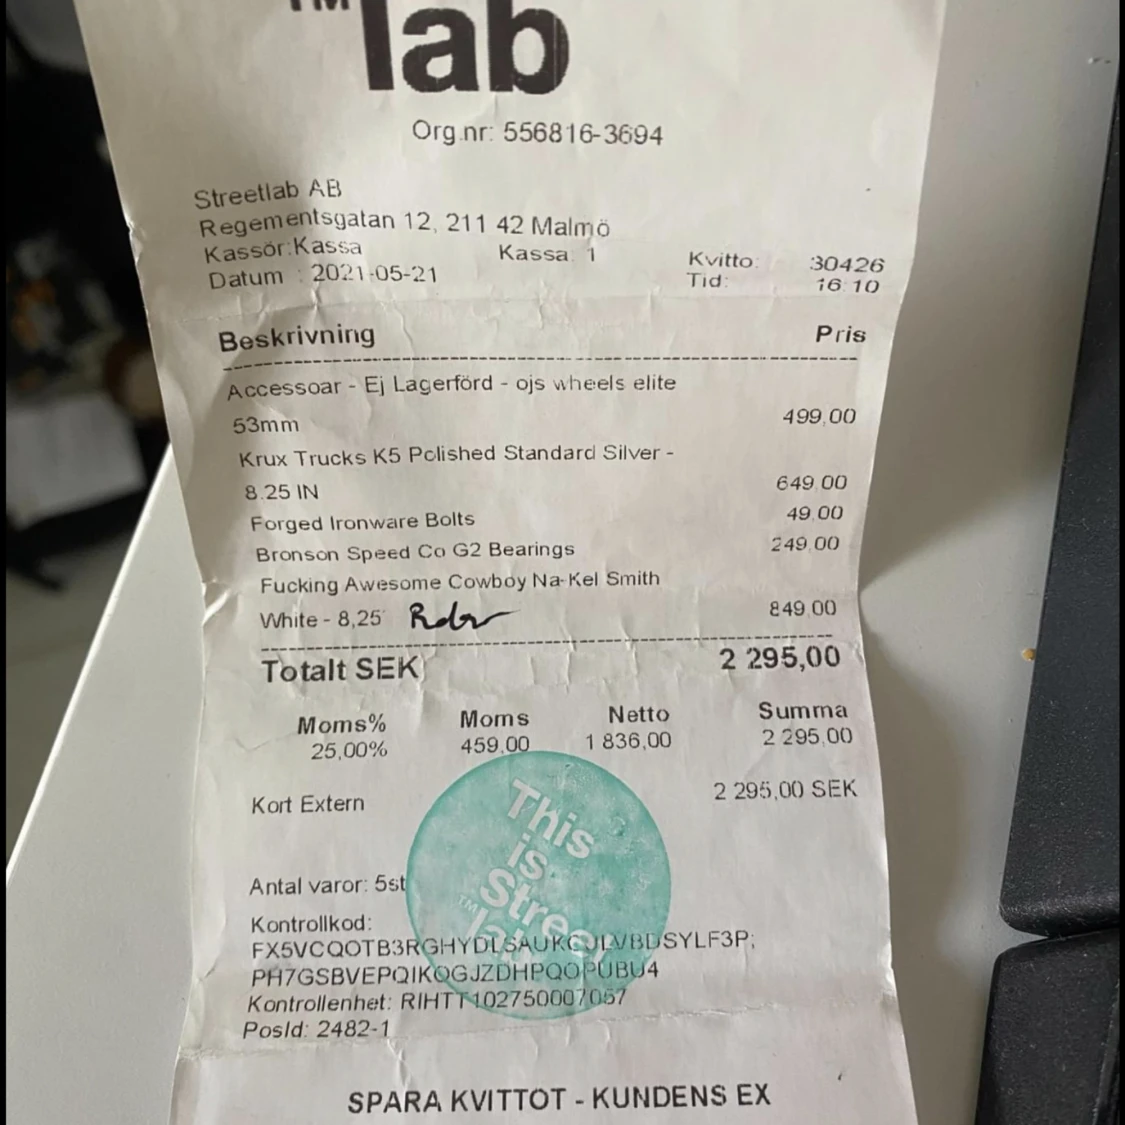 TM
lab
Org.nr: 556816-3694
Streetlab AB
Regementsgatan 12, 211 42 Malmö
Kassör:Kassa Kassa: 1 Kvitto: 30426
Datum : 2021-05-21 Tid: 16:10
Beskrivning Pris
Accessoar - Ej Lagerförd - ojs wheels elite
53mm 499,00
Krux Trucks K5 Polished Standard Silver -
8.25 IN 649,00
Forged Ironware Bolts 49,00
Bronson Speed Co G2 Bearings 249,00
Fucking Awesome Cowboy Na-Kel Smith
White - 8,25 849,00
Totalt SEK 2 295,00
Moms% Moms Netto Summa
25,00% 459,00 1 836,00 2 295,00
Kort Extern 2 295,00 SEK
This
is
Street
TM
lab
Antal varor: 5st
Kontrollkod:
PH7GSBVEPQIKOGJZDHPQOPUBU4
Kontrollenhet: RIHTT102750007057
PosId: 2482-1
SPARA KVITTOT - KUNDENS EX